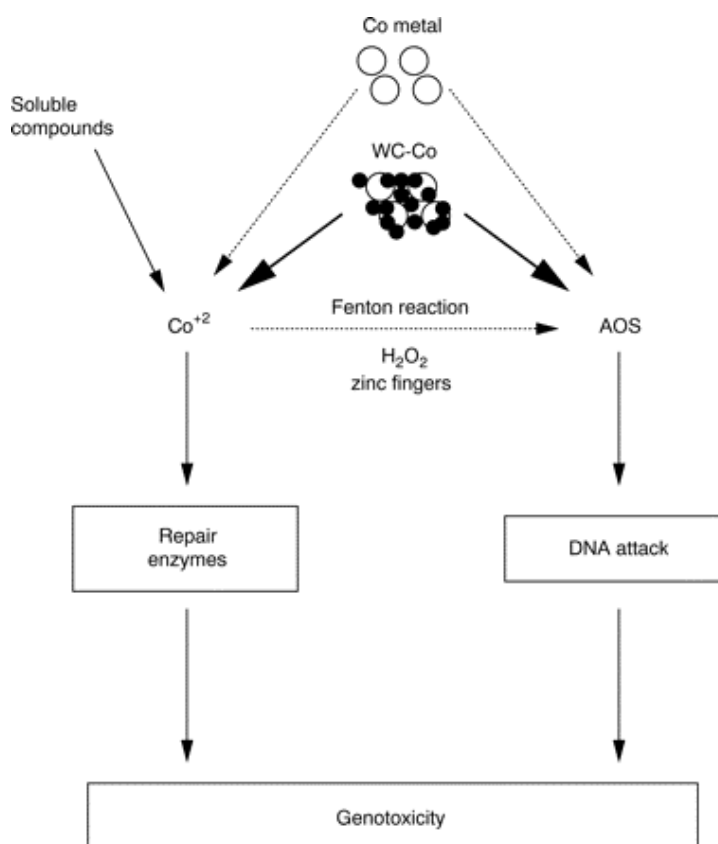 Co metal
Soluble
compounds
WC-Co
Co⁺²
Fenton reaction
AOS
H₂O₂
zinc fingers
Repair
enzymes
DNA attack
Genotoxicity